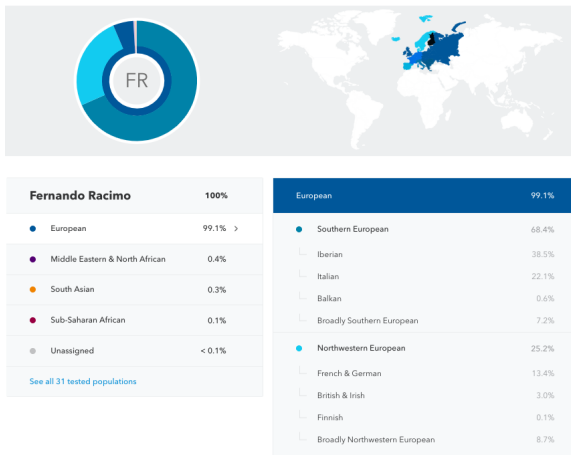 FR
Fernando Racimo 100%
European 99.1% >
Middle Eastern & North African 0.4%
South Asian 0.3%
Sub-Saharan African 0.1%
Unassigned < 0.1%
See all 31 tested populations
European 99.1%
Southern European 68.4%
Iberian 38.5%
Italian 22.1%
Balkan 0.6%
Broadly Southern European 7.2%
Northwestern European 25.2%
French & German 13.4%
British & Irish 3.0%
Finnish 0.1%
Broadly Northwestern European 8.7%